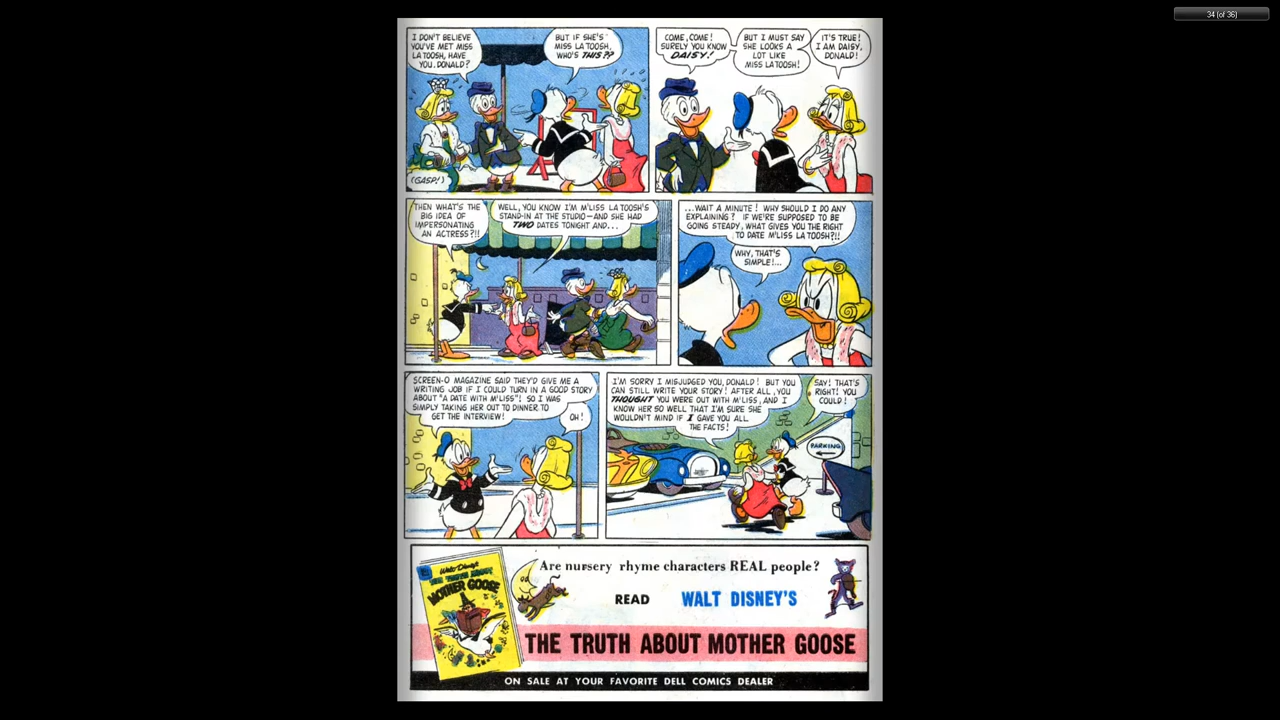 34 (of 36)
I DON'T BELIEVE
YOU'VE MET MISS
LA TOOSH, HAVE
YOU, DONALD?
BUT IF SHE'S
MISS LA TOOSH,
WHO'S THIS??
(GASP!)
COME, COME!
SURELY YOU KNOW
DAISY!
BUT I MUST SAY
SHE LOOKS A
LOT LIKE
MISS LA TOOSH!
IT'S TRUE!
I AM DAISY,
DONALD!
THEN WHAT'S THE
BIG IDEA OF
IMPERSONATING
AN ACTRESS?!!
WELL, YOU KNOW I'M M'LISS LA TOOSH'S
STAND-IN AT THE STUDIO—AND SHE HAD
TWO DATES TONIGHT AND...
...WAIT A MINUTE! WHY SHOULD I DO ANY
EXPLAINING? IF WE'RE SUPPOSED TO BE
GOING STEADY, WHAT GIVES YOU THE RIGHT
TO DATE M'LISS LA TOOSH?!!
WHY, THAT'S
SIMPLE!...
SCREEN-O MAGAZINE SAID THEY'D GIVE ME A
WRITING JOB IF I COULD TURN IN A GOOD STORY
ABOUT "A DATE WITH M'LISS"! SO I WAS
SIMPLY TAKING HER OUT TO DINNER TO
GET THE INTERVIEW!
OH!
I'M SORRY I MISJUDGED YOU, DONALD! BUT YOU
CAN STILL WRITE YOUR STORY! AFTER ALL, YOU
THOUGHT YOU WERE OUT WITH M'LISS, AND I
KNOW HER SO WELL THAT I'M SURE SHE
WOULDN'T MIND IF I GAVE YOU ALL
THE FACTS!
SAY! THAT'S
RIGHT! YOU
COULD!
PARKING
Walt Disney's
THE TRUTH ABOUT
MOTHER GOOSE
Are nursery rhyme characters REAL people?
READ WALT DISNEY'S
THE TRUTH ABOUT MOTHER GOOSE
ON SALE AT YOUR FAVORITE DELL COMICS DEALER